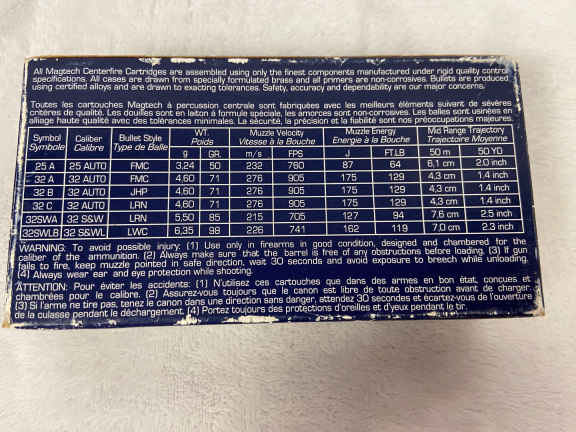 All Magtech Centerfire Cartridges are assembled using only the finest components manufactured under rigid quality control
specifications. All cases are drawn from specially formulated brass and all primers are non-corrosives. Bullets are produced
using certified alloys and are drawn to exacting tolerances. Safety, accuracy and dependability are our major concerns.
Toutes les cartouches Magtech à percussion centrale sont fabriquées avec les meilleurs éléments suivant de sévères
critères de qualité. Les douilles sont en laiton à formule spéciale, les amorces sont non-corrosives. Les balles sont usinées en
alliage haute qualité avec des tolérances minimales. La sécurité, la précision et la fiabilité sont nos préoccupations majeures.
Symbol Caliber Bullet Style WT. Muzzle Velocity Muzzle Energy Mid Range Trajectory
Symbole Calibre Type de Balle Poids Vitesse à la Bouche Energie à la Bouche Trajectoire Moyenne
g GR. m/s FPS J FT.LB 50 m 50 YD
25 A 25 AUTO FMC 3,24 50 232 760 87 64 6,1 cm 2.0 inch
32 A 32 AUTO FMC 4,60 71 276 905 175 129 4,3 cm 1.4 inch
32 B 32 AUTO JHP 4,60 71 276 905 175 129 4,3 cm 1.4 inch
32 C 32 AUTO LRN 4,60 71 276 905 175 129 4,3 cm 1.4 inch
32SWA 32 S&W LRN 5,50 85 215 705 127 94 7,6 cm 2.5 inch
32SWLB 32 S&WL LWC 6,35 98 226 741 162 119 7,0 cm 2.3 inch
WARNING: To avoid possible injury: (1) Use only in firearms in good condition, designed and chambered for the
caliber of the ammunition. (2) Always make sure that the barrel is free of any obstructions before loading. (3) If gun
fails to fire, keep muzzle pointed in safe direction, wait 30 seconds and avoid exposure to breech while unloading.
(4) Always wear ear and eye protection while shooting.
ATTENTION: Pour éviter les accidents: (1) N'utilisez ces cartouches que dans des armes en bon état, conçues et
chambrées pour le calibre. (2) Assurez-vous toujours que le canon est libre de toute obstruction avant de charger.
(3) Si l'arme ne tire pas, tenez le canon dans une direction sans danger, attendez 30 secondes et écartez-vous de l'ouverture
de la culasse pendant le déchargement. (4) Portez toujours des protections d'oreilles et d'yeux pendant le tir.